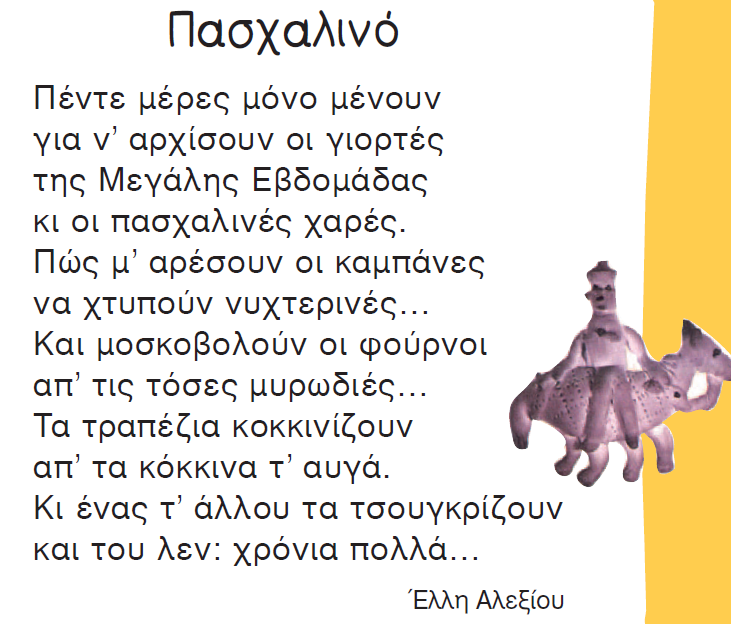 Πασχαλινό
Πέντε μέρες μόνο μένουν
για ν’ αρχίσουν οι γιορτές
της Μεγάλης Εβδομάδας
κι οι πασχαλινές χαρές.
Πώς μ’ αρέσουν οι καμπάνες
να χτυπούν νυχτερινές...
Και μοσκοβολούν οι φούρνοι
απ’ τις τόσες μυρωδιές...
Τα τραπέζια κοκκινίζουν
απ’ τα κόκκινα τ’ αυγά.
Κι ένας τ’ άλλου τα τσουγκρίζουν
και του λεν: χρόνια πολλά...
Έλλη Αλεξίου